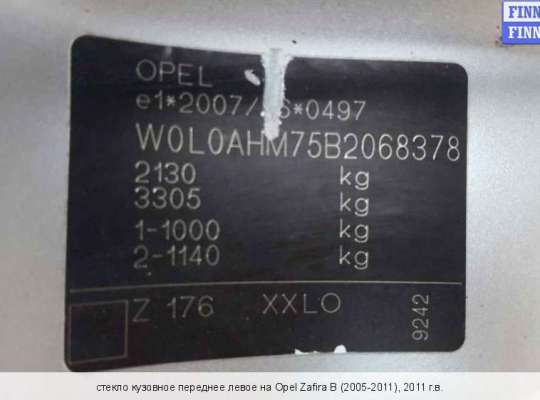 FINN
FINN
OPEL
e1*2007/ 6*0497
W0L0AHM75B2068378
2130 kg
3305 kg
1-1000 kg
2-1140 kg
Z 176 XXLO
9242
стекло кузовное переднее левое на Opel Zafira B (2005-2011), 2011 г.в.